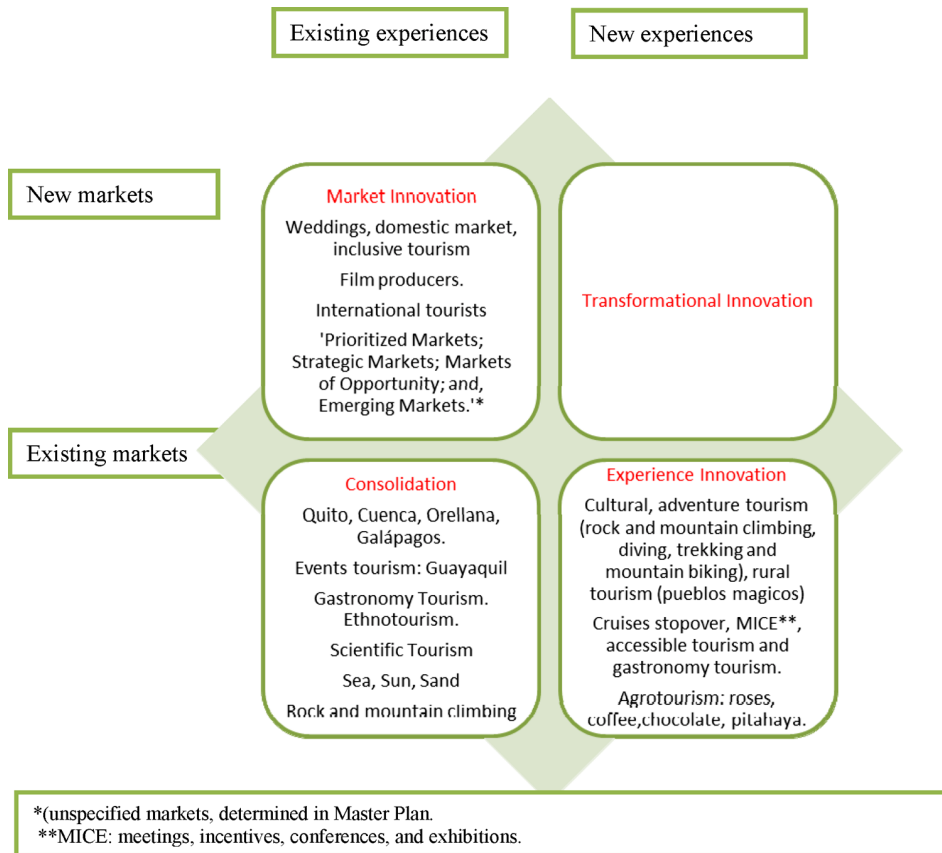 Existing experiences
New experiences
New markets
Market Innovation
Weddings, domestic market,
inclusive tourism
Film producers.
International tourists
'Prioritized Markets;
Strategic Markets; Markets
of Opportunity; and,
Emerging Markets.'*
Transformational Innovation
Existing markets
Consolidation
Quito, Cuenca, Orellana,
Galápagos.
Events tourism: Guayaquil
Gastronomy Tourism.
Ethnotourism.
Scientific Tourism
Sea, Sun, Sand
Rock and mountain climbing
Experience Innovation
Cultural, adventure tourism
(rock and mountain climbing,
diving, trekking and
mountain biking), rural
tourism (pueblos magicos)
Cruises stopover, MICE**,
accessible tourism and
gastronomy tourism.
Agrotourism: roses,
coffee,chocolate, pitahaya.
*(unspecified markets, determined in Master Plan.
**MICE: meetings, incentives, conferences, and exhibitions.